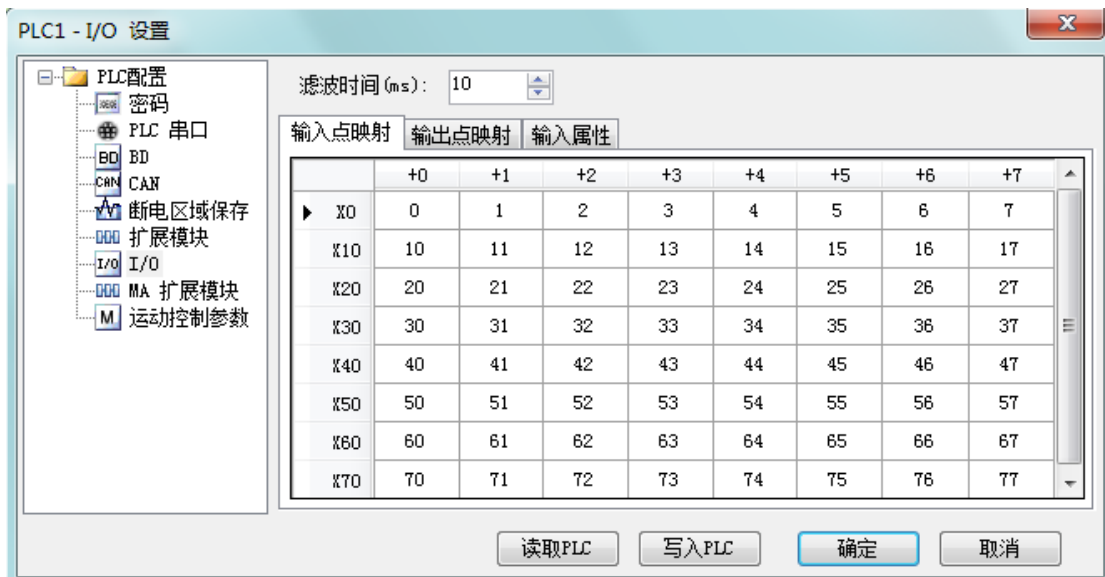 PLC1 - I/O 设置
PLC配置
密码
PLC 串口
BD BD
CAN CAN
断电区域保存
扩展模块
I/O I/O
MA 扩展模块
M 运动控制参数
滤波时间(ms): 10
输入点映射 输出点映射 输入属性
+0 +1 +2 +3 +4 +5 +6 +7
X0 0 1 2 3 4 5 6 7
X10 10 11 12 13 14 15 16 17
X20 20 21 22 23 24 25 26 27
X30 30 31 32 33 34 35 36 37
X40 40 41 42 43 44 45 46 47
X50 50 51 52 53 54 55 56 57
X60 60 61 62 63 64 65 66 67
X70 70 71 72 73 74 75 76 77
读取PLC 写入PLC 确定 取消